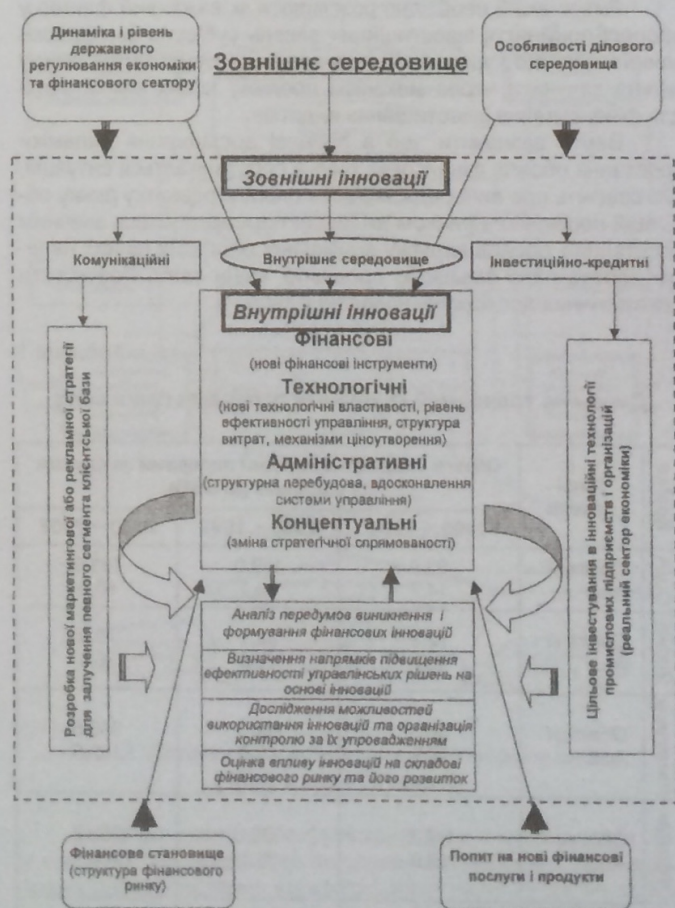 Динаміка і рівень
державного
регулювання економіки
та фінансового сектору
Зовнішнє середовище
Особливості ділового
середовища
Зовнішні інновації
Комунікаційні
Внутрішнє середовище
Інвестиційно-кредитні
Внутрішні інновації
Фінансові
(нові фінансові інструменти)
Технологічні
(нові технологічні властивості, рівень
ефективності управління, структура
витрат, механізми ціноутворення)
Адміністративні
(структурна перебудова, вдосконалення
системи управління)
Концептуальні
(зміна стратегічної спрямованості)
Розробка нової маркетингової або рекламної стратегії
для залучення певного сегмента клієнтської бази
Цільове інвестування в інноваційні технології
промислових підприємств і організацій
(реальний сектор економіки)
Аналіз передумов виникнення і
формування фінансових інновацій
Визначення напрямків підвищення
ефективності управлінських рішень на
основі інновацій
Дослідження можливостей
використання інновацій та організація
контролю за їх упровадженням
Оцінка впливу інновацій на складові
фінансового ринку та його розвиток
Фінансове становище
(структура фінансового
ринку)
Попит на нові фінансові
послуги і продукти